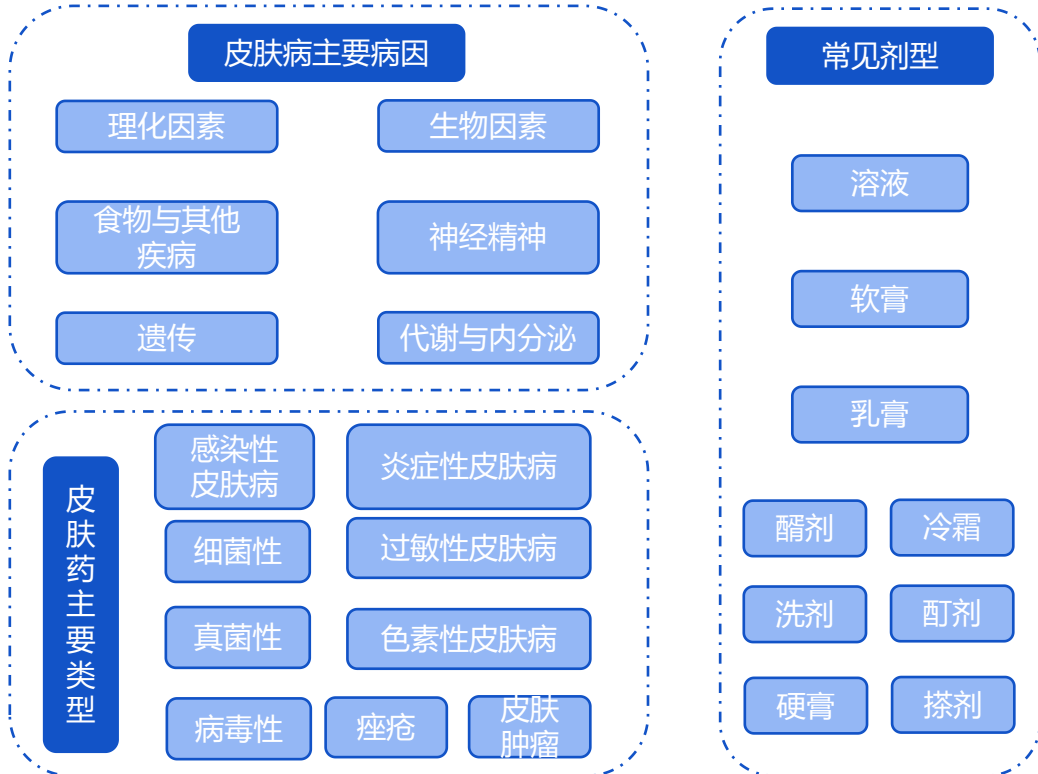 皮肤病主要病因
理化因素
生物因素
食物与其他
疾病
神经精神
遗传
代谢与内分泌
皮肤药主要类型
感染性
皮肤病
炎症性皮肤病
细菌性
过敏性皮肤病
真菌性
色素性皮肤病
病毒性
痤疮
皮肤
肿瘤
常见剂型
溶液
软膏
乳膏
醑剂
冷霜
洗剂
酊剂
硬膏
搽剂